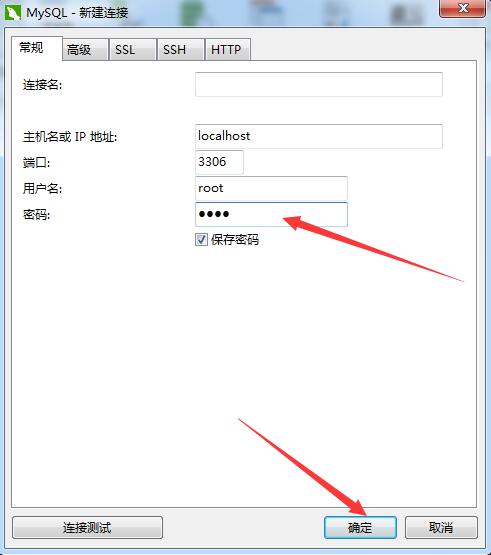 MySQL - 新建连接
常规 高级 SSL SSH HTTP
连接名:
主机名或 IP 地址: localhost
端口: 3306
用户名: root
密码: ●●●●
保存密码
连接测试 确定 取消